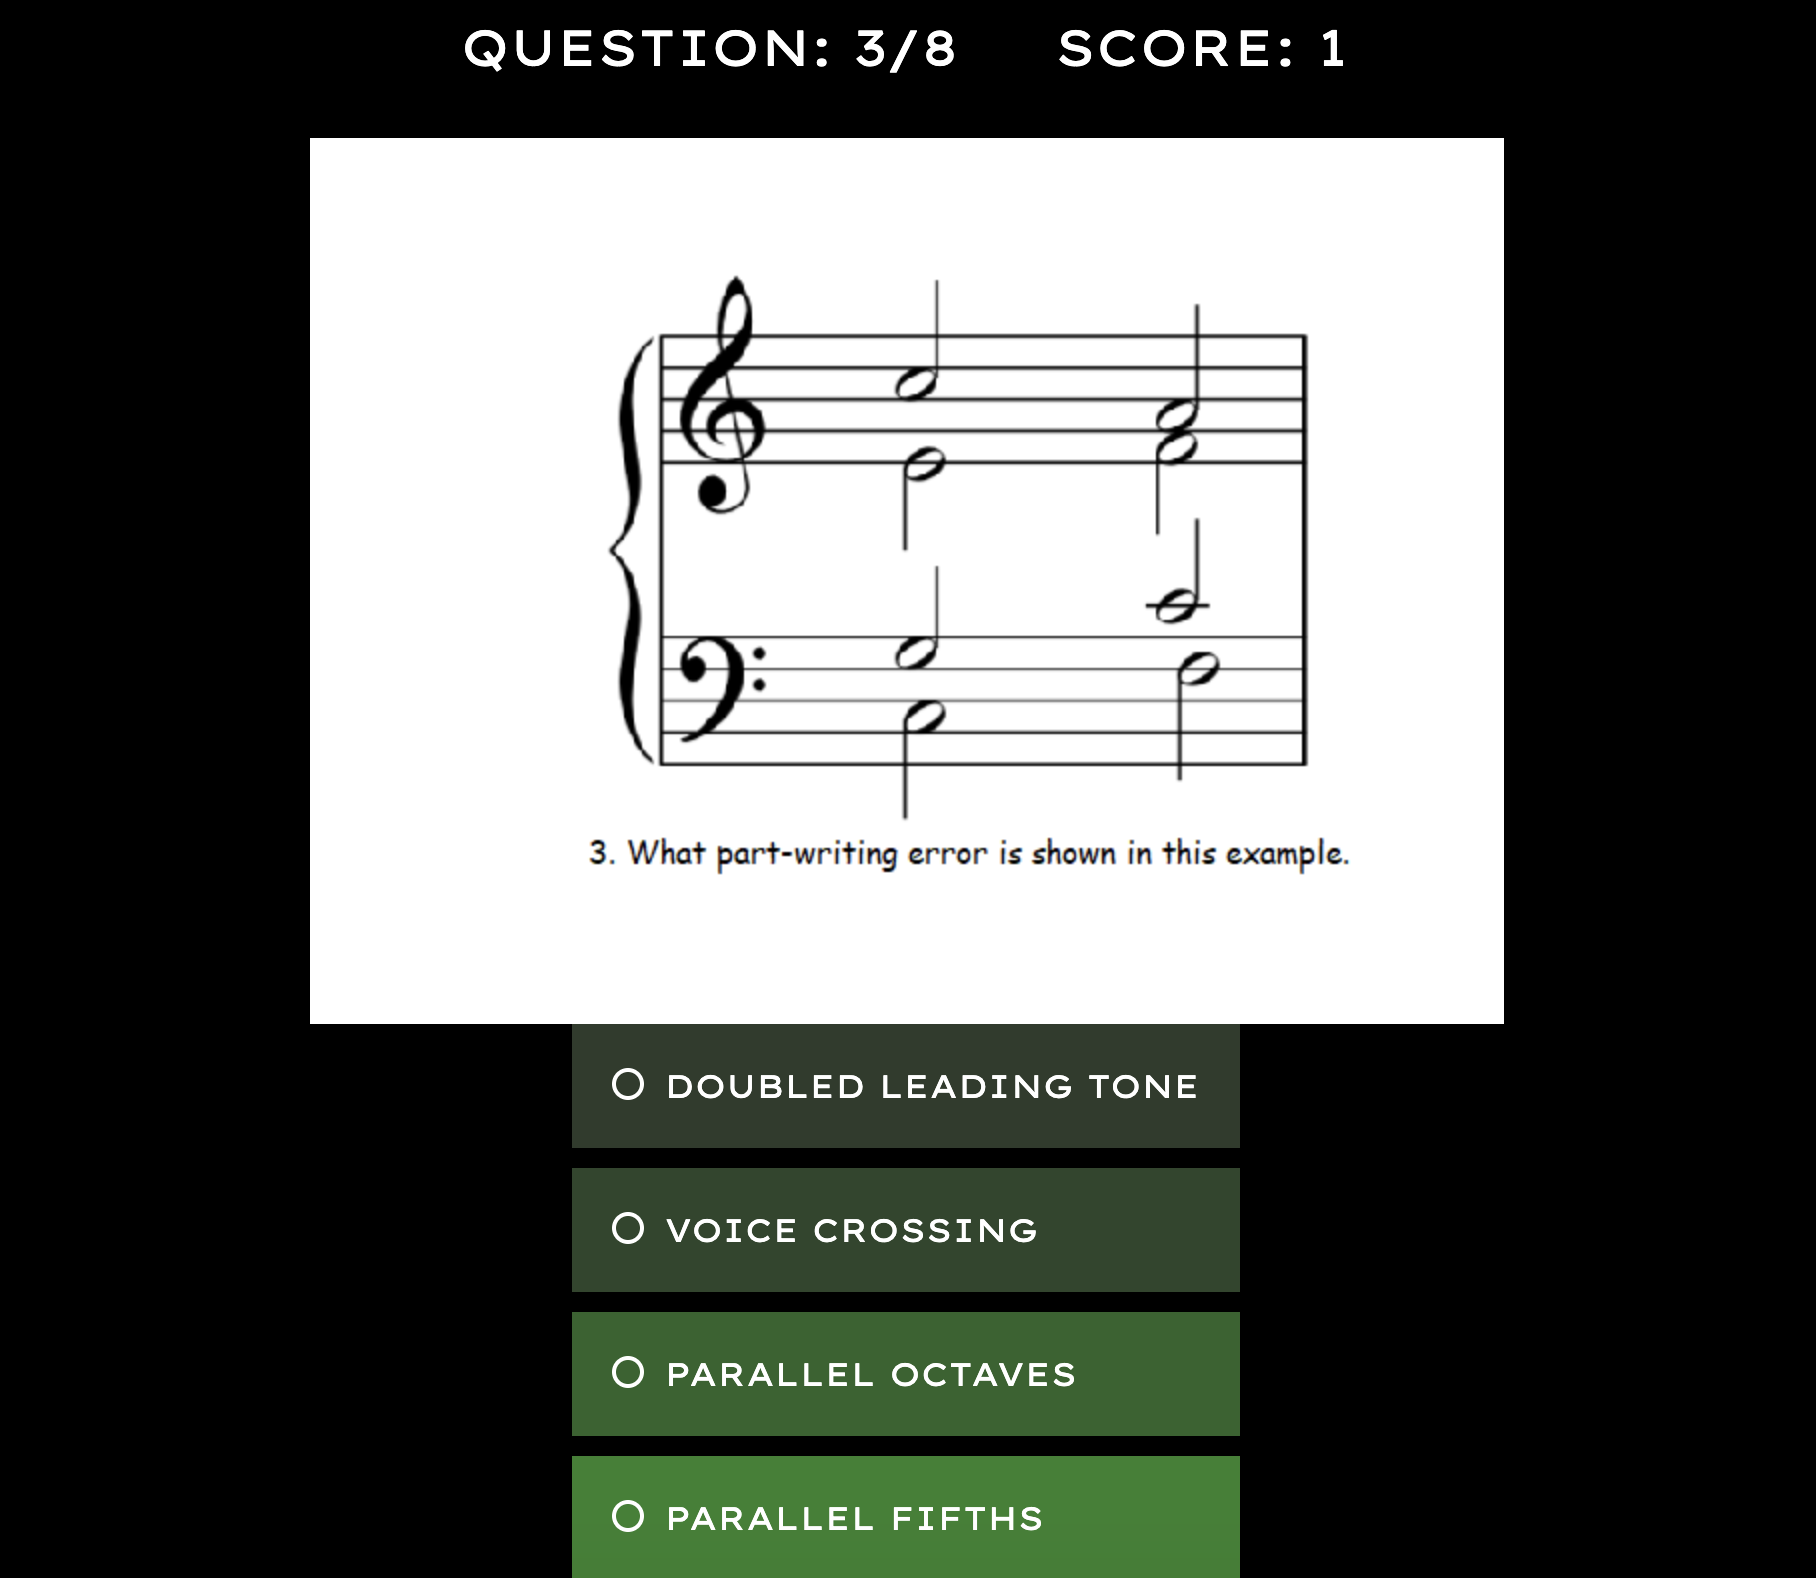 QUESTION: 3/8 SCORE: 1
3. What part-writing error is shown in this example.
DOUBLED LEADING TONE
VOICE CROSSING
PARALLEL OCTAVES
PARALLEL FIFTHS